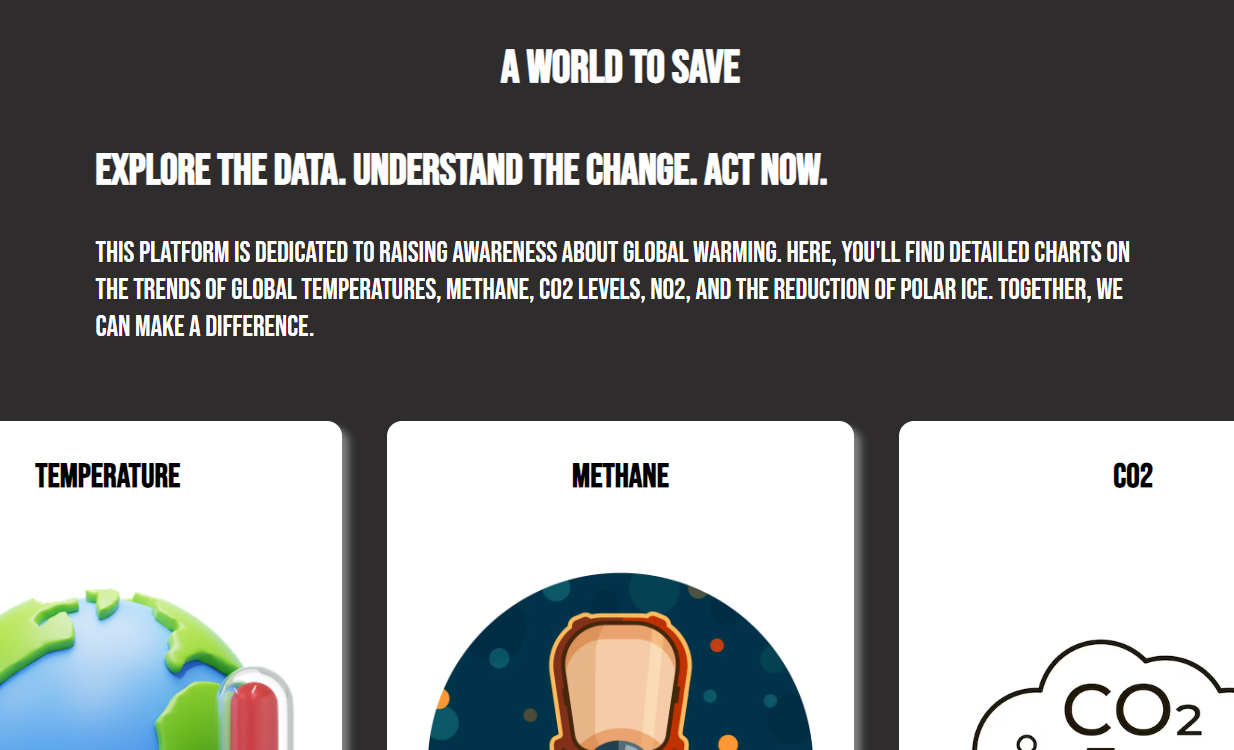 A WORLD TO SAVE
EXPLORE THE DATA. UNDERSTAND THE CHANGE. ACT NOW.
THIS PLATFORM IS DEDICATED TO RAISING AWARENESS ABOUT GLOBAL WARMING. HERE, YOU'LL FIND DETAILED CHARTS ON
THE TRENDS OF GLOBAL TEMPERATURES, METHANE, CO2 LEVELS, NO2, AND THE REDUCTION OF POLAR ICE. TOGETHER, WE
CAN MAKE A DIFFERENCE.
TEMPERATURE
METHANE
CO2
CO₂